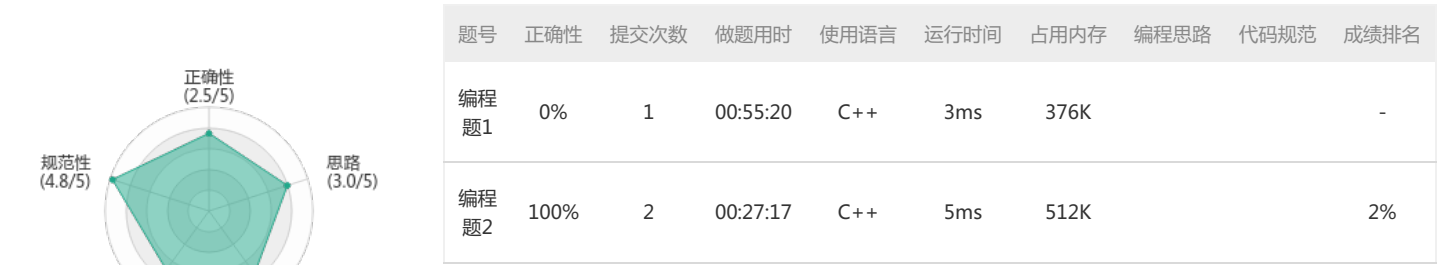 正确性
(2.5/5)
规范性
(4.8/5)
思路
(3.0/5)
题号 正确性 提交次数 做题用时 使用语言 运行时间 占用内存 编程思路 代码规范 成绩排名
编程
题1 0% 1 00:55:20 C++ 3ms 376K -
编程
题2 100% 2 00:27:17 C++ 5ms 512K 2%